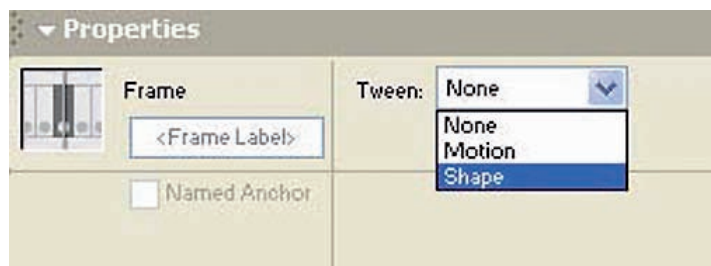 Properties
Frame
<Frame Label>
Named Anchor
Tween: None
None
Motion
Shape